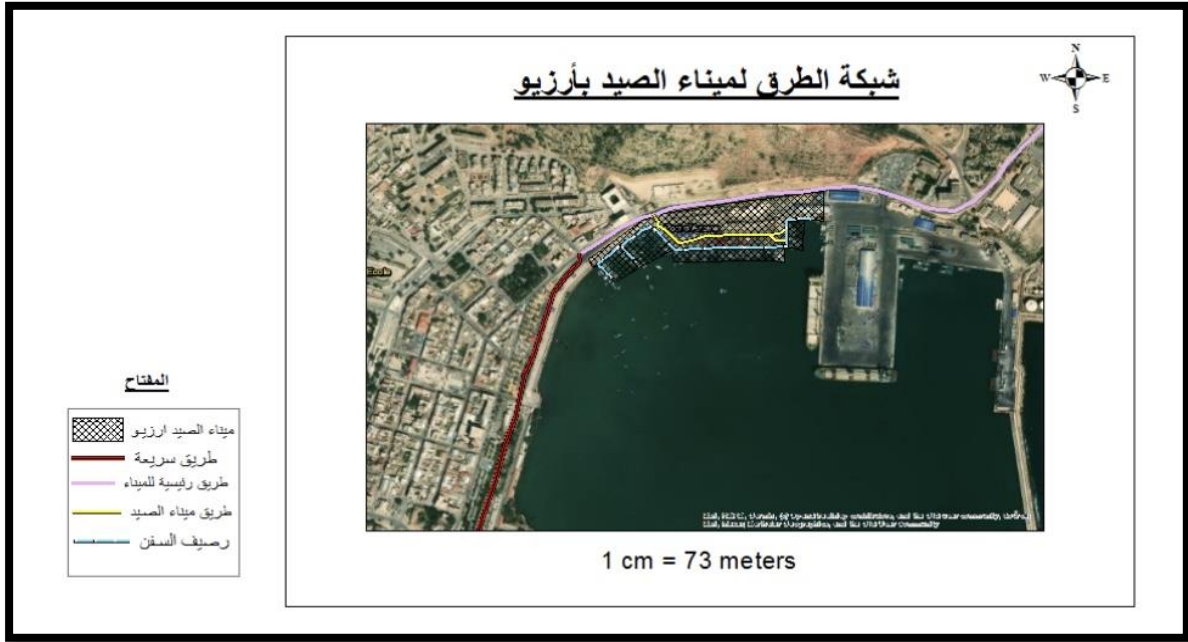 شبكة الطرق لميناء الصيد بأرزيو
N
W E
S
Ecole
المفتاح
ميناء الصيد ارزيو
طريق سريعة
طريق رئيسية للميناء
طريق ميناء الصيد
رصيف السفن
1 cm = 73 meters